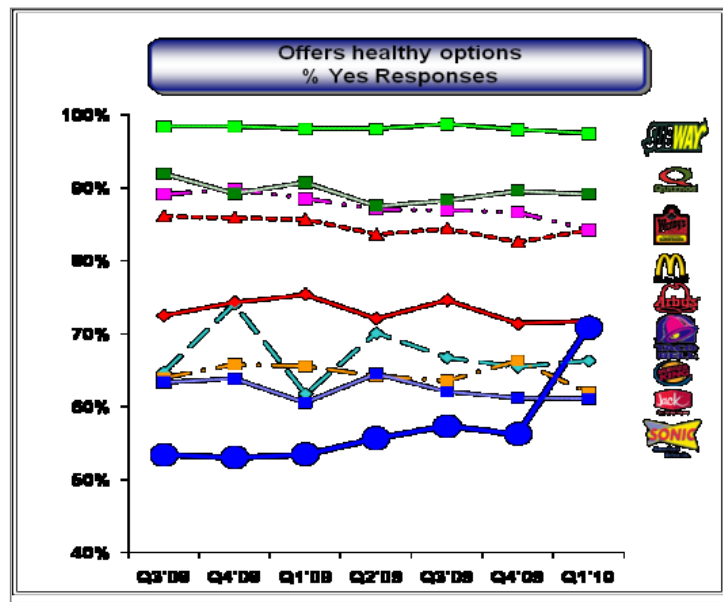 Offers healthy options
% Yes Responses
100%
90%
80%
70%
60%
50%
40%
Q3'08 Q4'08 Q1'09 Q2'09 Q3'09 Q4'09 Q1'10
SUBWAY
Arby's
Jack
SONIC